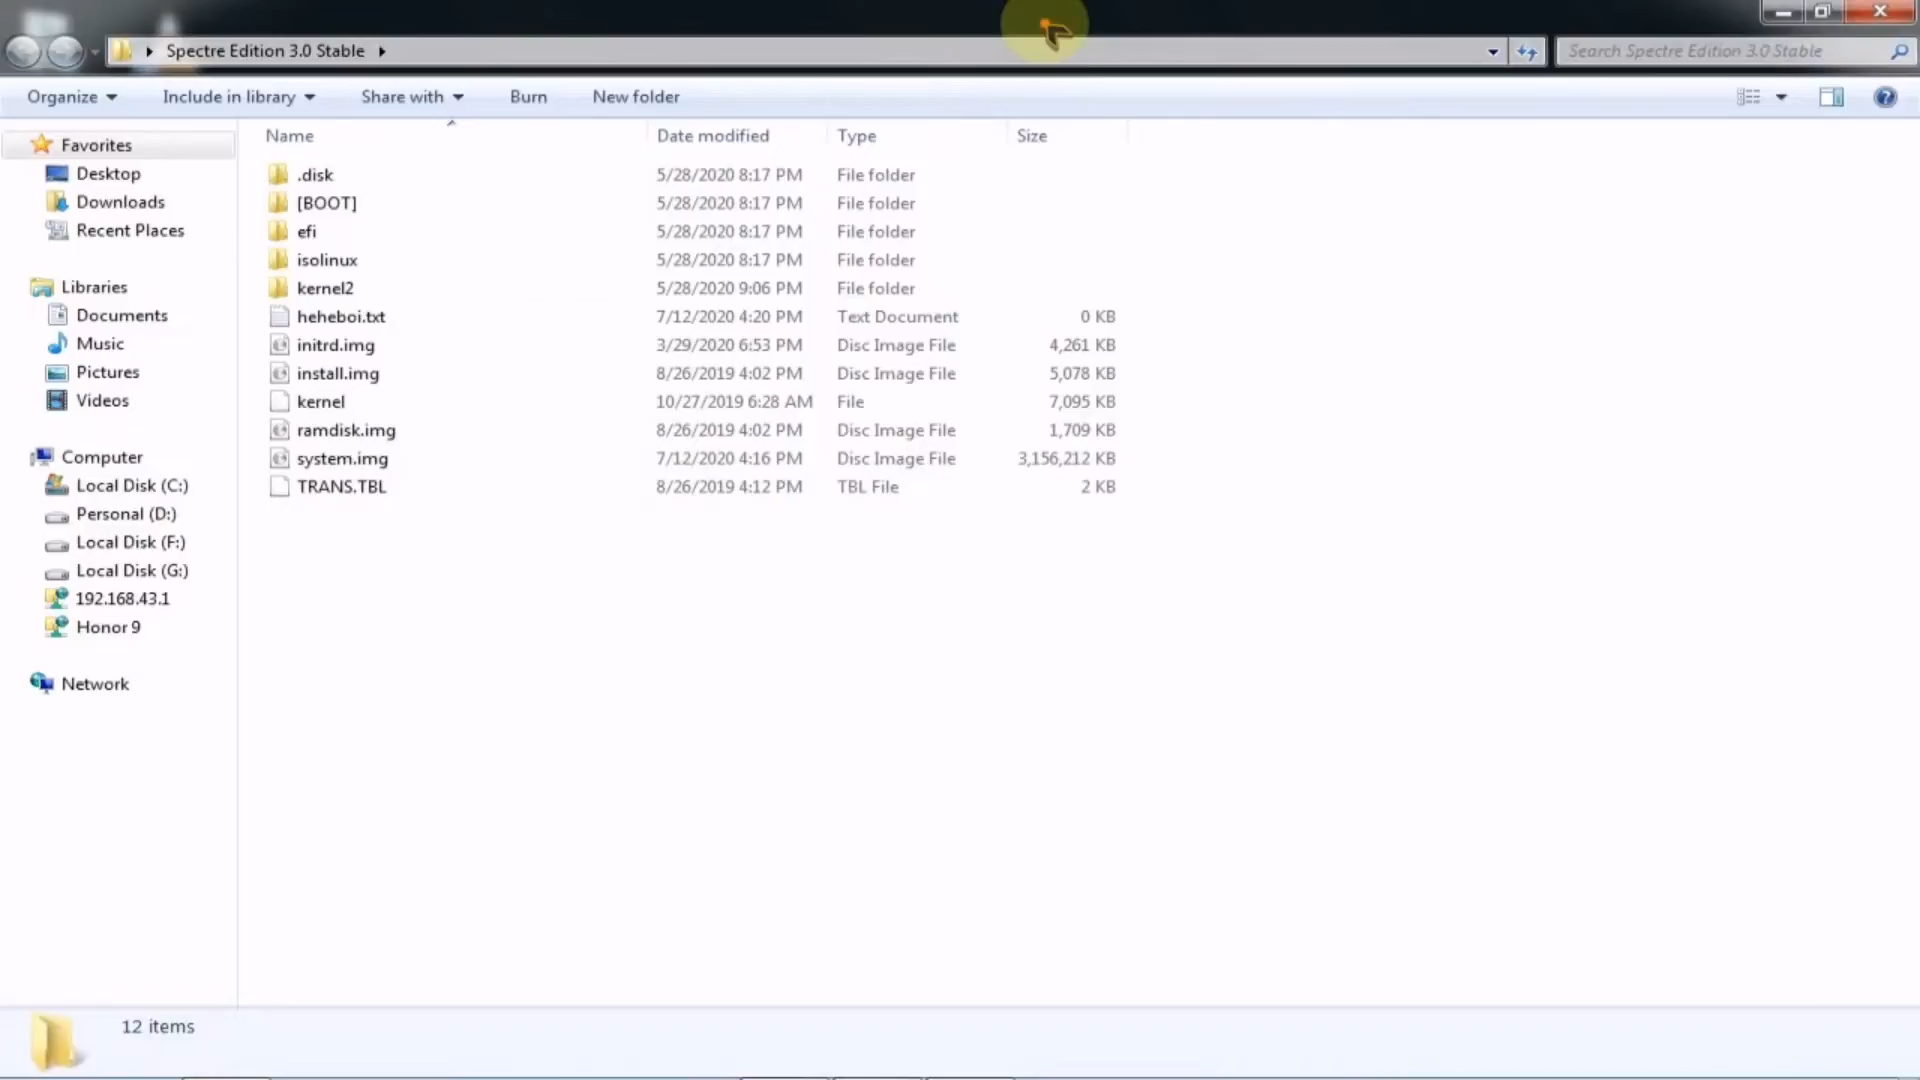 Spectre Edition 3.0 Stable
Search Spectre Edition 3.0 Stable
Organize Include in library Share with Burn New folder
Name Date modified Type Size
Favorites
Desktop
Downloads
Recent Places
Libraries
Documents
Music
Pictures
Videos
Computer
Local Disk (C:)
Personal (D:)
Local Disk (F:)
Local Disk (G:)
192.168.43.1
Honor 9
Network
.disk 5/28/2020 8:17 PM File folder
[BOOT] 5/28/2020 8:17 PM File folder
efi 5/28/2020 8:17 PM File folder
isolinux 5/28/2020 8:17 PM File folder
kernel2 5/28/2020 9:06 PM File folder
heheboi.txt 7/12/2020 4:20 PM Text Document 0 KB
initrd.img 3/29/2020 6:53 PM Disc Image File 4,261 KB
install.img 8/26/2019 4:02 PM Disc Image File 5,078 KB
kernel 10/27/2019 6:28 AM File 7,095 KB
ramdisk.img 8/26/2019 4:02 PM Disc Image File 1,709 KB
system.img 7/12/2020 4:16 PM Disc Image File 3,156,212 KB
TRANS.TBL 8/26/2019 4:12 PM TBL File 2 KB
12 items